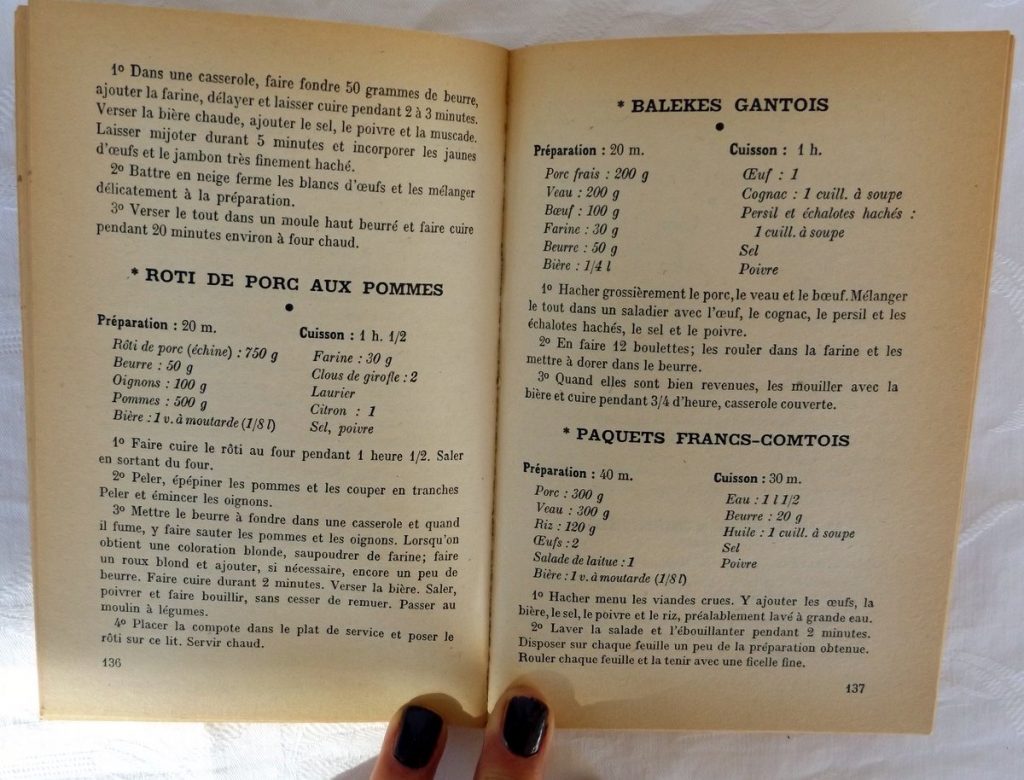 1º Dans une casserole, faire fondre 50 grammes de beurre,
ajouter la farine, délayer et laisser cuire pendant 2 à 3 minutes.
Verser la bière chaude, ajouter le sel, le poivre et la muscade.
Laisser mijoter durant 5 minutes et incorporer les jaunes
d'œufs et le jambon très finement haché.
2º Battre en neige ferme les blancs d'œufs et les mélanger
délicatement à la préparation.
3º Verser le tout dans un moule haut beurré et faire cuire
pendant 20 minutes environ à four chaud.
* ROTI DE PORC AUX POMMES
Préparation : 20 m.
Rôti de porc (échine) : 750 g
Beurre : 50 g
Oignons : 100 g
Pommes : 500 g
Bière : 1 v. à moutarde (1/8 l)
Cuisson : 1 h. 1/2
Farine : 30 g
Clous de girofle : 2
Laurier
Citron : 1
Sel, poivre
1º Faire cuire le rôti au four pendant 1 heure 1/2. Saler
en sortant du four.
2º Peler, épépiner les pommes et les couper en tranches
Peler et émincer les oignons.
3º Mettre le beurre à fondre dans une casserole et quand
il fume, y faire sauter les pommes et les oignons. Lorsqu'on
obtient une coloration blonde, saupoudrer de farine; faire
un roux blond et ajouter, si nécessaire, encore un peu de
beurre. Faire cuire durant 2 minutes. Verser la bière. Saler,
poivrer et faire bouillir, sans cesser de remuer. Passer au
moulin à légumes.
4º Placer la compote dans le plat de service et poser le
rôti sur ce lit. Servir chaud.
136
* BALEKES GANTOIS
Préparation : 20 m.
Porc frais : 200 g
Veau : 200 g
Bœuf : 100 g
Farine : 30 g
Beurre : 50 g
Bière : 1/4 l
Cuisson : 1 h.
Œuf : 1
Cognac : 1 cuill. à soupe
Persil et échalotes hachés :
1 cuill. à soupe
Sel
Poivre
1º Hacher grossièrement le porc, le veau et le bœuf. Mélanger
le tout dans un saladier avec l'œuf, le cognac, le persil et les
échalotes hachés, le sel et le poivre.
2º En faire 12 boulettes; les rouler dans la farine et les
mettre à dorer dans le beurre.
3º Quand elles sont bien revenues, les mouiller avec la
bière et cuire pendant 3/4 d'heure, casserole couverte.
* PAQUETS FRANCS-COMTOIS
Préparation : 40 m.
Porc : 300 g
Veau : 300 g
Riz : 120 g
Œufs : 2
Salade de laitue : 1
Bière : 1 v. à moutarde (1/8 l)
Cuisson : 30 m.
Eau : 1 l 1/2
Beurre : 20 g
Huile : 1 cuill. à soupe
Sel
Poivre
1º Hacher menu les viandes crues. Y ajouter les œufs, la
bière, le sel, le poivre et le riz, préalablement lavé à grande eau.
2º Laver la salade et l'ébouillanter pendant 2 minutes.
Disposer sur chaque feuille un peu de la préparation obtenue.
Rouler chaque feuille et la tenir avec une ficelle fine.
137